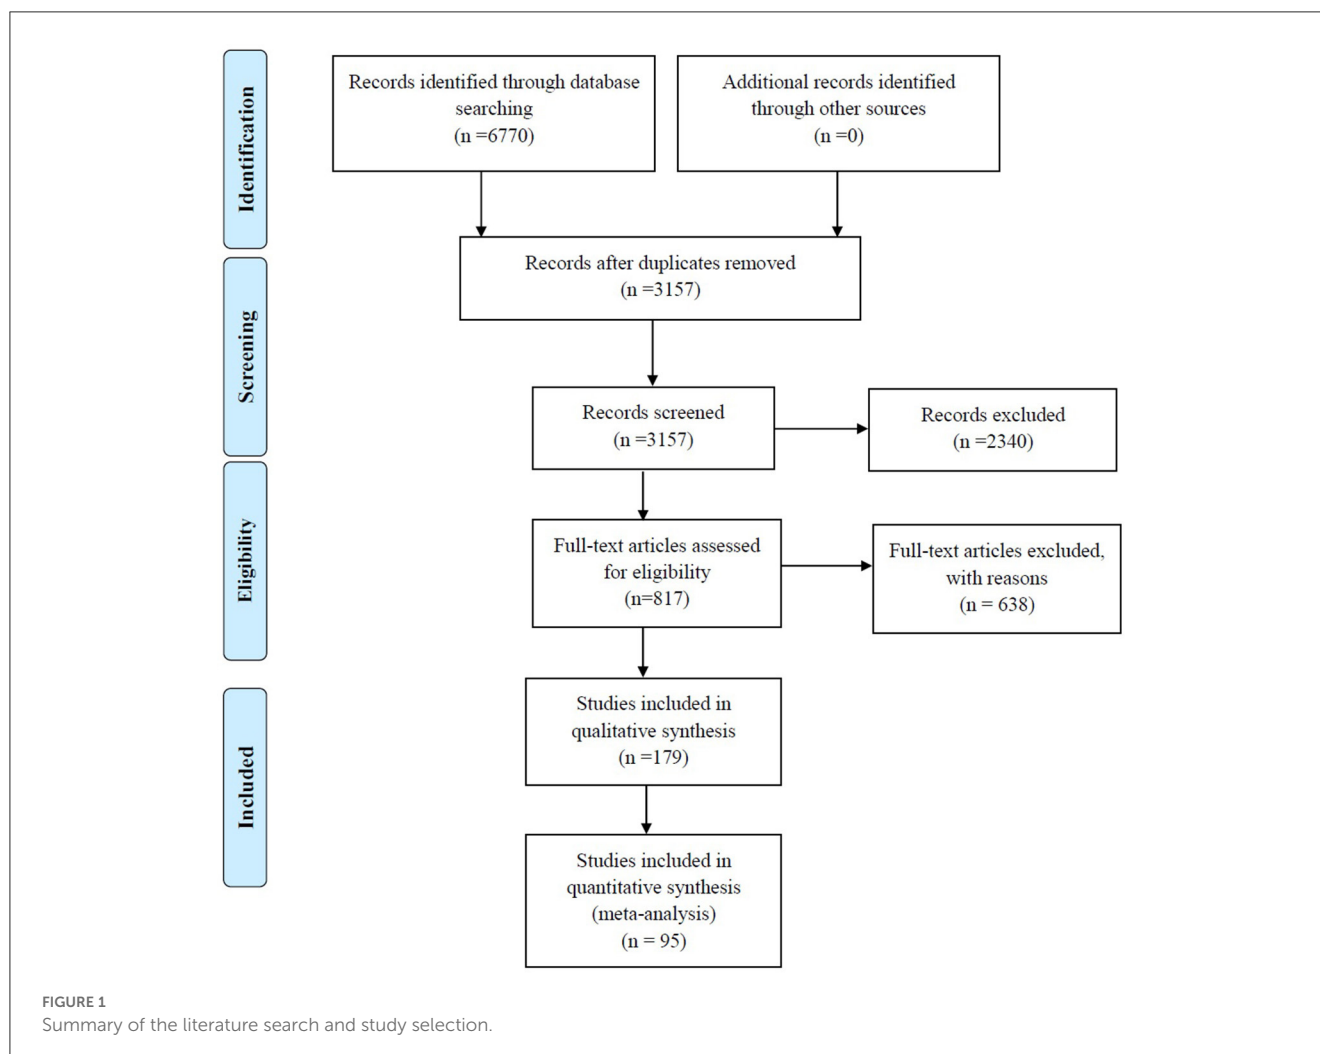 Identification
Records identified through database
searching
(n =6770)
Additional records identified
through other sources
(n =0)
Records after duplicates removed
(n =3157)
Screening
Records screened
(n =3157)
Records excluded
(n =2340)
Eligibility
Full-text articles assessed
for eligibility
(n=817)
Full-text articles excluded,
with reasons
(n = 638)
Included
Studies included in
qualitative synthesis
(n =179)
Studies included in
quantitative synthesis
(meta-analysis)
(n = 95)
FIGURE 1
Summary of the literature search and study selection.